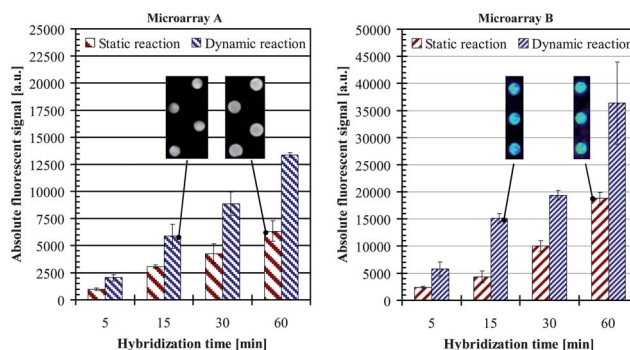 Microarray A
Absolute fluorescent signal [a.u.]
25000
22500
20000
17500
15000
12500
10000
7500
5000
2500
0
Static reaction Dynamic reaction
5 15 30 60
Hybridization time [min]
Microarray B
Absolute fluorescent signal [a.u.]
50000
45000
40000
35000
30000
25000
20000
15000
10000
5000
0
Static reaction Dynamic reaction
5 15 30 60
Hybridization time [min]